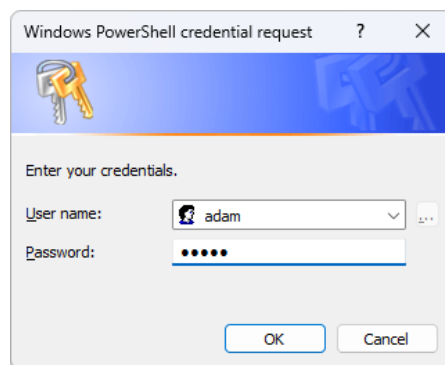 Windows PowerShell credential request ?
Enter your credentials.
User name: adam ...
Password: •••••
OK Cancel